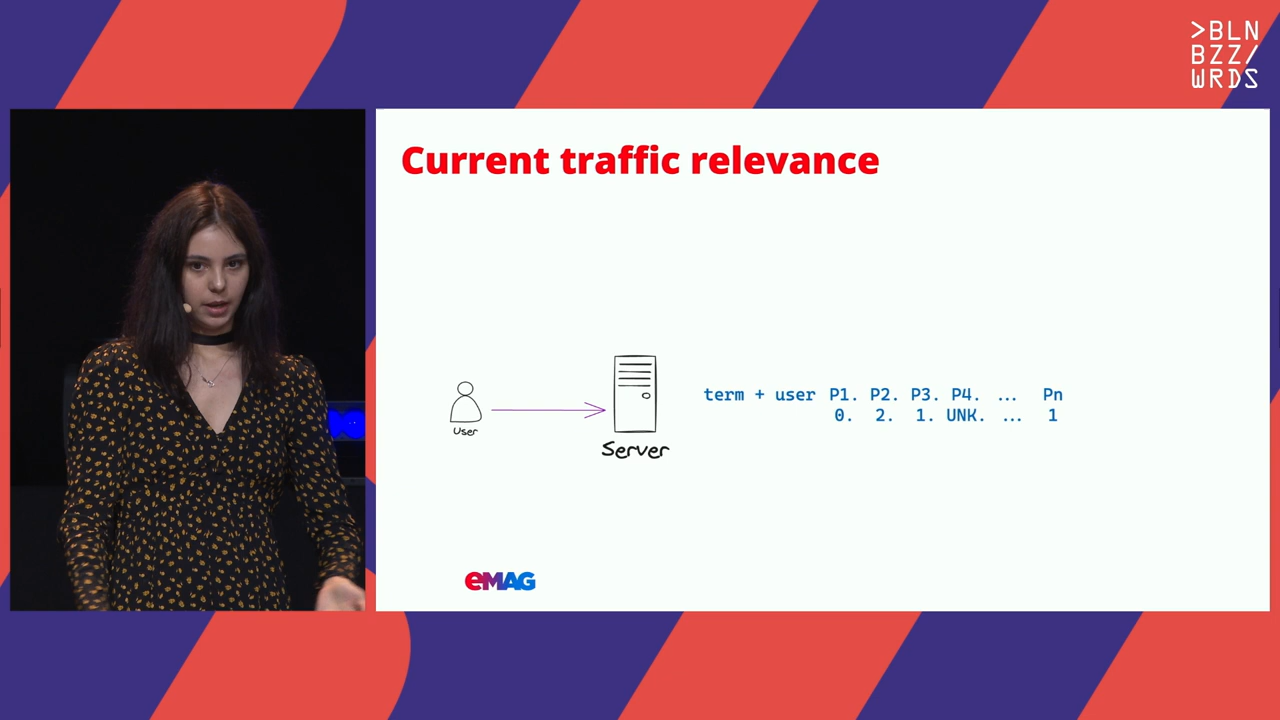 >BLN
BZZ/
WRDS
Current traffic relevance
term + user P1. P2. P3. P4. ... Pn
0. 2. 1. UNK. ... 1
User
Server
eMAG